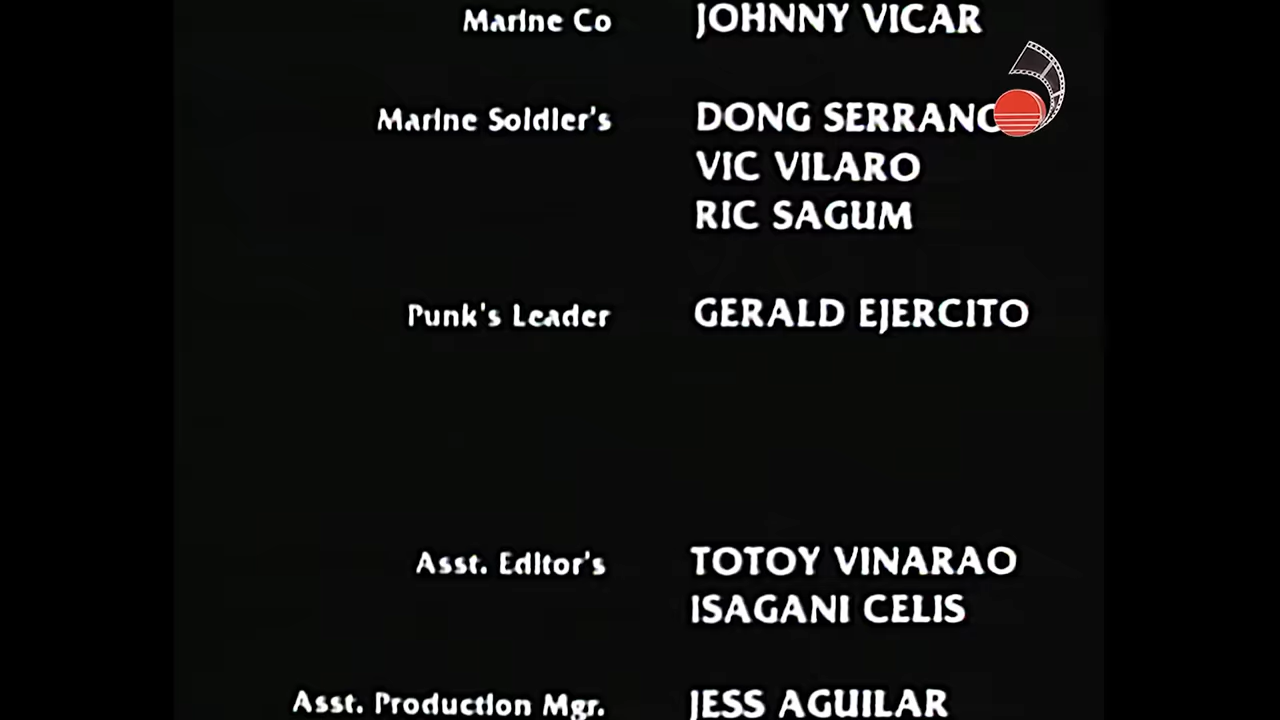 Marine Co JOHNNY VICAR
Marine Soldier's DONG SERRANO
VIC VILARO
RIC SAGUM
Punk's Leader GERALD EJERCITO
Asst. Editor's TOTOY VINARAO
ISAGANI CELIS
Asst. Production Mgr. JESS AGUILAR